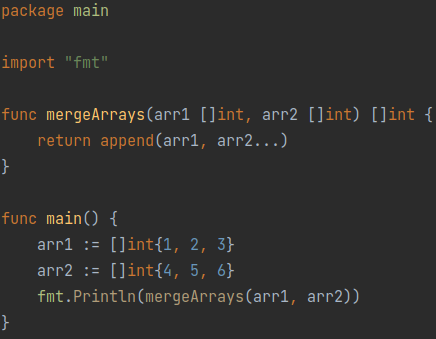 package main

import "fmt"

func mergeArrays(arr1 []int, arr2 []int) []int {
    return append(arr1, arr2...)
}

func main() {
    arr1 := []int{1, 2, 3}
    arr2 := []int{4, 5, 6}
    fmt.Println(mergeArrays(arr1, arr2))
}